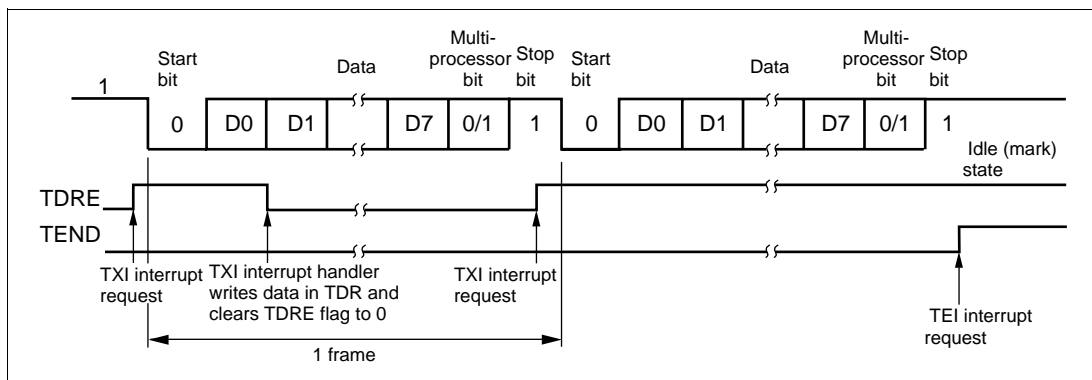 1
Start
bit
Data
Multi-
processor
bit
Stop
bit
Start
bit
Data
Multi-
processor
bit
Stop
bit
0
D0
D1
D7
0/1
1
0
D0
D1
D7
0/1
1
Idle (mark)
state
TDRE
TEND
TXI interrupt
request
TXI interrupt handler
writes data in TDR and
clears TDRE flag to 0
TXI interrupt
request
TEI interrupt
request
1 frame